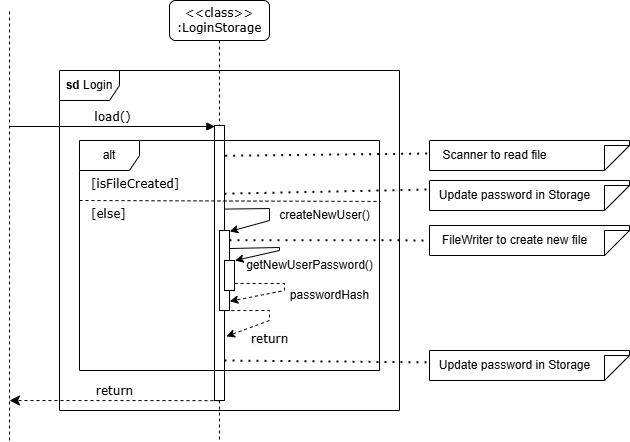 <<class>>
:LoginStorage
sd Login
load()
alt
Scanner to read file
[isFileCreated]
Update password in Storage
[else]
createNewUser()
FileWriter to create new file
getNewUserPassword()
passwordHash
return
Update password in Storage
return